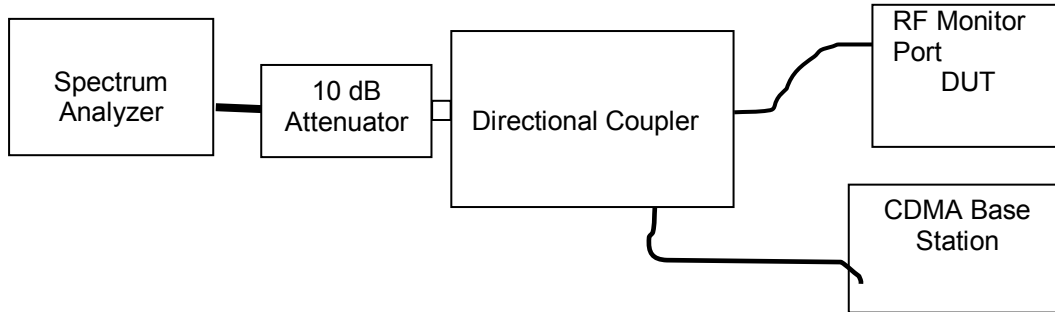 Spectrum
Analyzer
10 dB
Attenuator
Directional Coupler
RF Monitor
Port
DUT
CDMA Base
Station